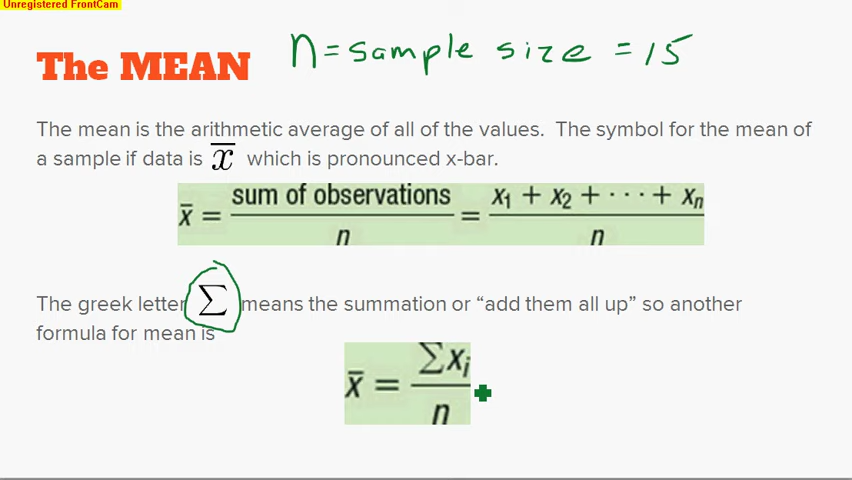 Unregistered FrontCam
The MEAN n = sample size = 15
The mean is the arithmetic average of all of the values. The symbol for the mean of
a sample if data is x̅ which is pronounced x-bar.
x̅ = sum of observations / n = x₁ + x₂ + · · · + xₙ / n
The greek letter Σ means the summation or “add them all up” so another
formula for mean is
x̅ = Σxᵢ / n